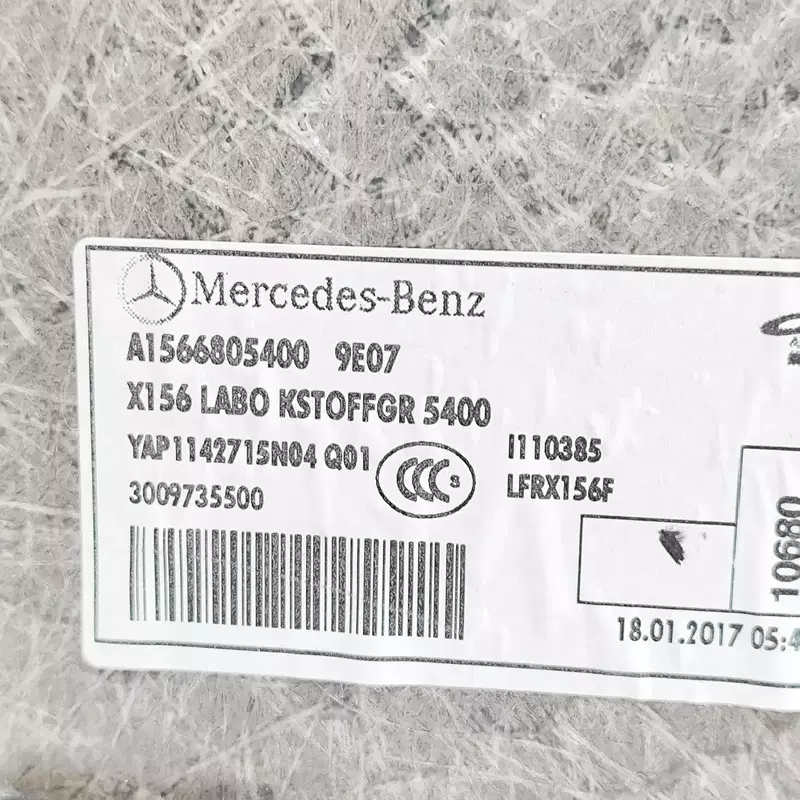 Mercedes-Benz
A1566805400 9E07
X156 LABO KSTOFFGR 5400
YAP1142715N04 Q01
I110385
3009735500
LFRX156F
CCC S
10680
18.01.2017 05:4